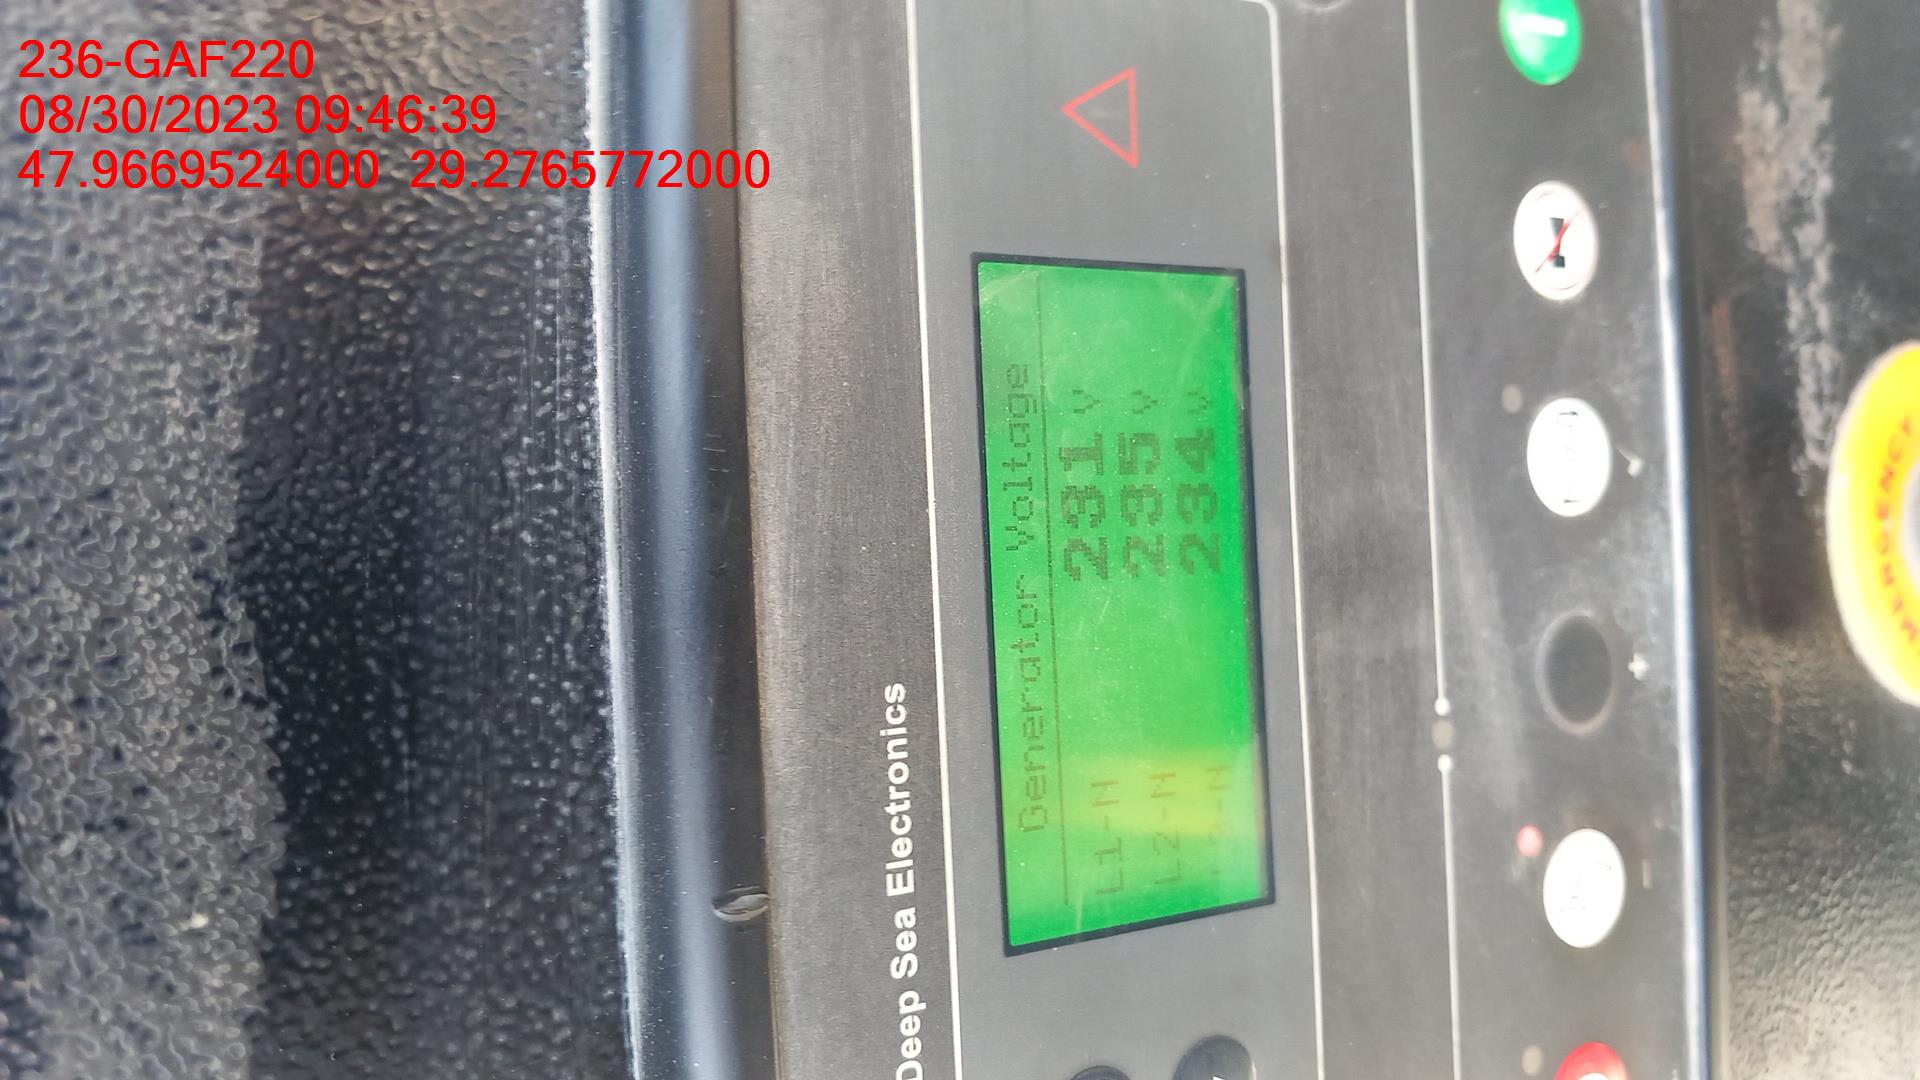 236-GAF220
08/30/2023 09:46:39
47.9669524000 29.2765772000
Deep Sea Electronics
Generator Voltage
L1-N 231 v
L2-N 235 v
L3-N 234 v
EMERGENCY